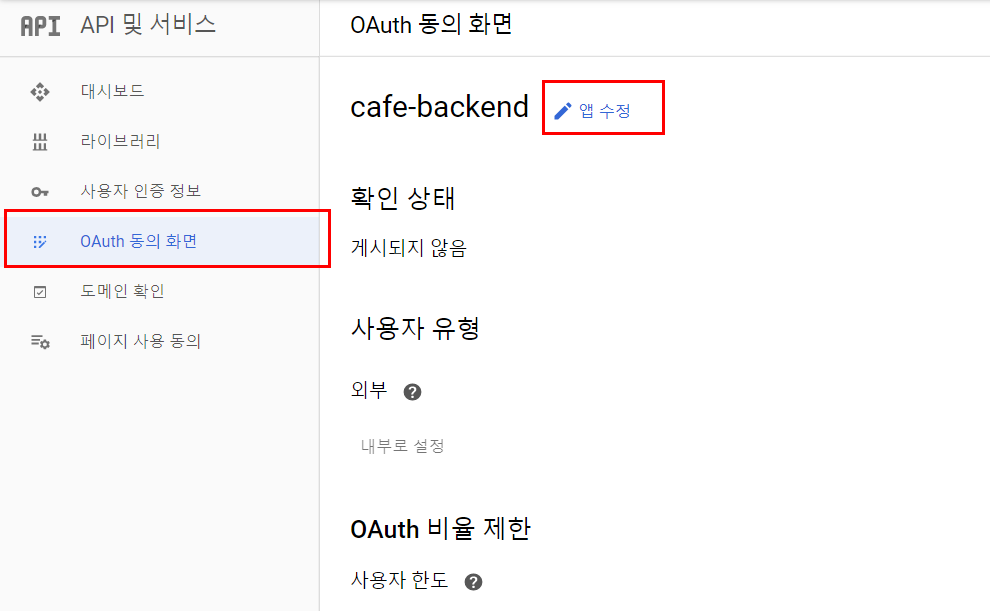 API API 및 서비스
대시보드
라이브러리
사용자 인증 정보
OAuth 동의 화면
도메인 확인
페이지 사용 동의
OAuth 동의 화면
cafe-backend 앱 수정
확인 상태
게시되지 않음
사용자 유형
외부 ?
내부로 설정
OAuth 비율 제한
사용자 한도 ?